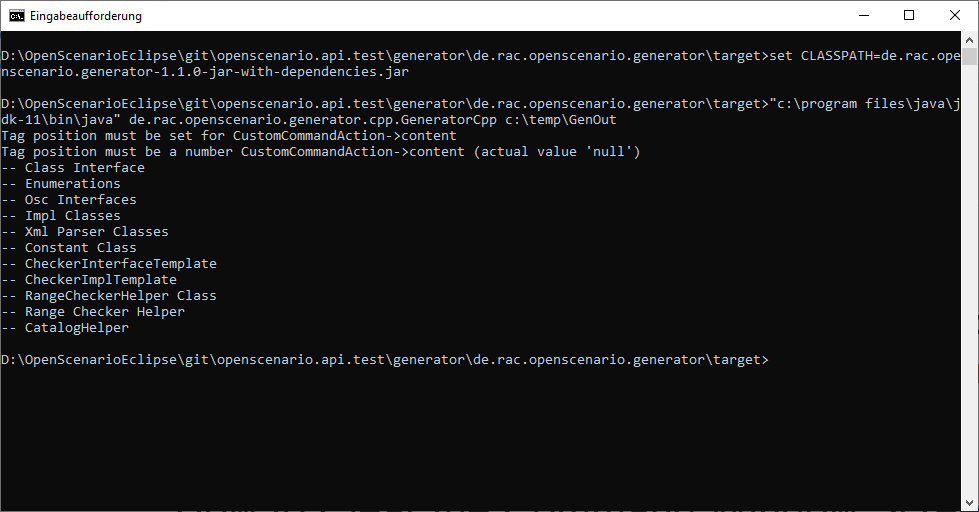 Eingabeaufforderung
D:\OpenScenarioEclipse\git\openscenario.api.test\generator\de.rac.openscenario.generator\target>set CLASSPATH=de.rac.ope
nscenario.generator-1.1.0-jar-with-dependencies.jar
D:\OpenScenarioEclipse\git\openscenario.api.test\generator\de.rac.openscenario.generator\target>"c:\program files\java\j
dk-11\bin\java" de.rac.openscenario.generator.cpp.GeneratorCpp c:\temp\GenOut
Tag position must be set for CustomCommandAction->content
Tag position must be a number CustomCommandAction->content (actual value 'null')
-- Class Interface
-- Enumerations
-- Osc Interfaces
-- Impl Classes
-- Xml Parser Classes
-- Constant Class
-- CheckerInterfaceTemplate
-- CheckerImplTemplate
-- RangeCheckerHelper Class
-- Range Checker Helper
-- CatalogHelper
D:\OpenScenarioEclipse\git\openscenario.api.test\generator\de.rac.openscenario.generator\target>